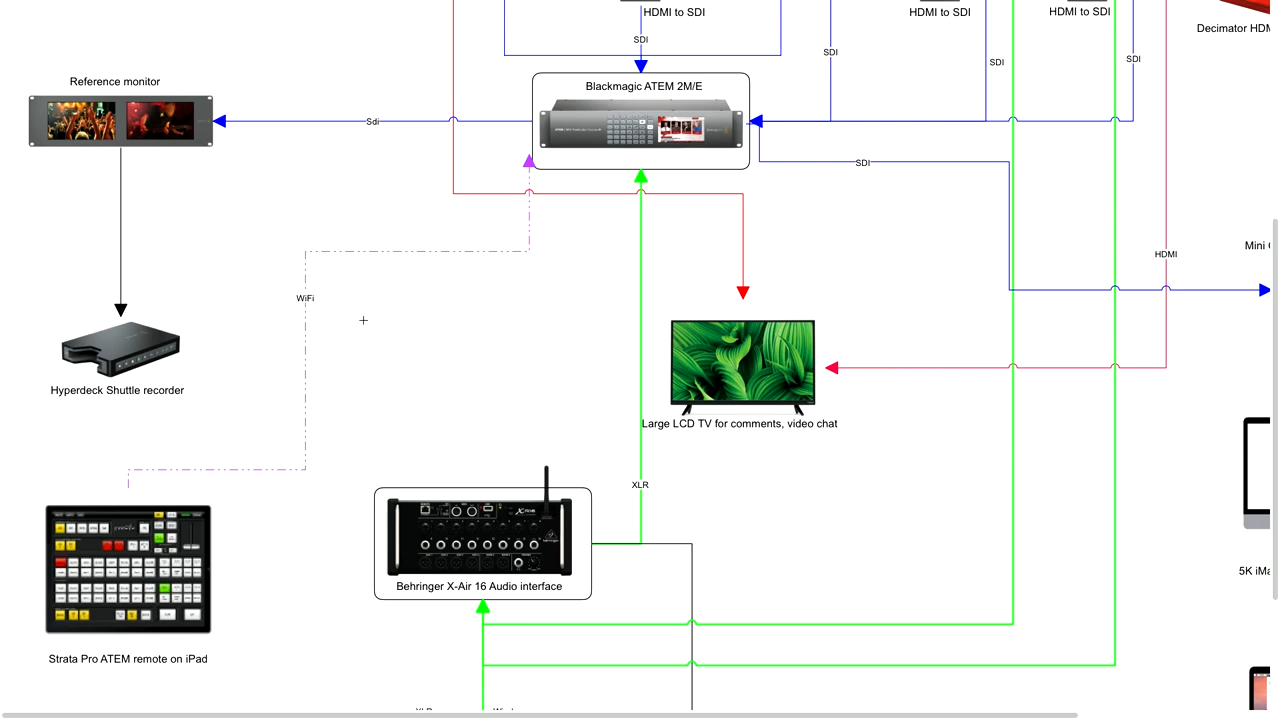 HDMI to SDI
HDMI to SDI
HDMI to SDI
Decimator HDM
SDI
SDI
SDI
SDI
Reference monitor
Blackmagic ATEM 2M/E
Sdi
SDI
Mini
HDMI
WiFi
Hyperdeck Shuttle recorder
Large LCD TV for comments, video chat
XLR
Behringer X-Air 16 Audio interface
5K iMa
Strata Pro ATEM remote on iPad